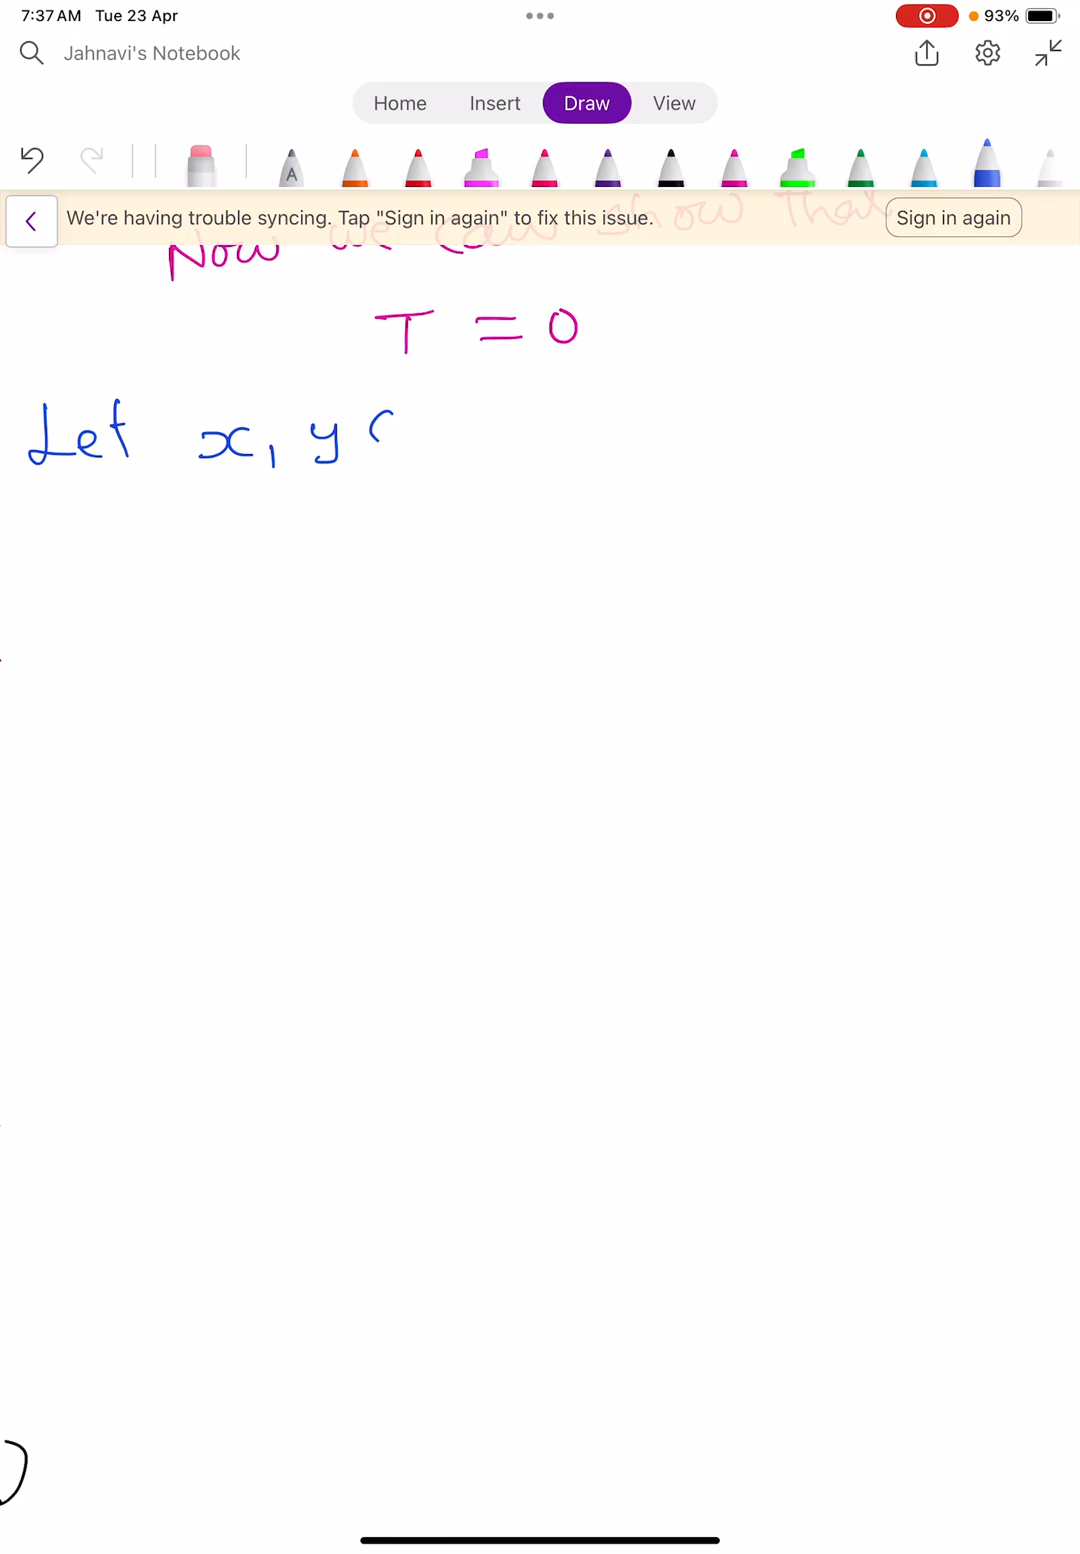 7:37 AM Tue 23 Apr
93%
Jahnavi's Notebook
Home Insert Draw View
A
We're having trouble syncing. Tap "Sign in again" to fix this issue.
Sign in again
Now we can show that
T = 0
Let x, y